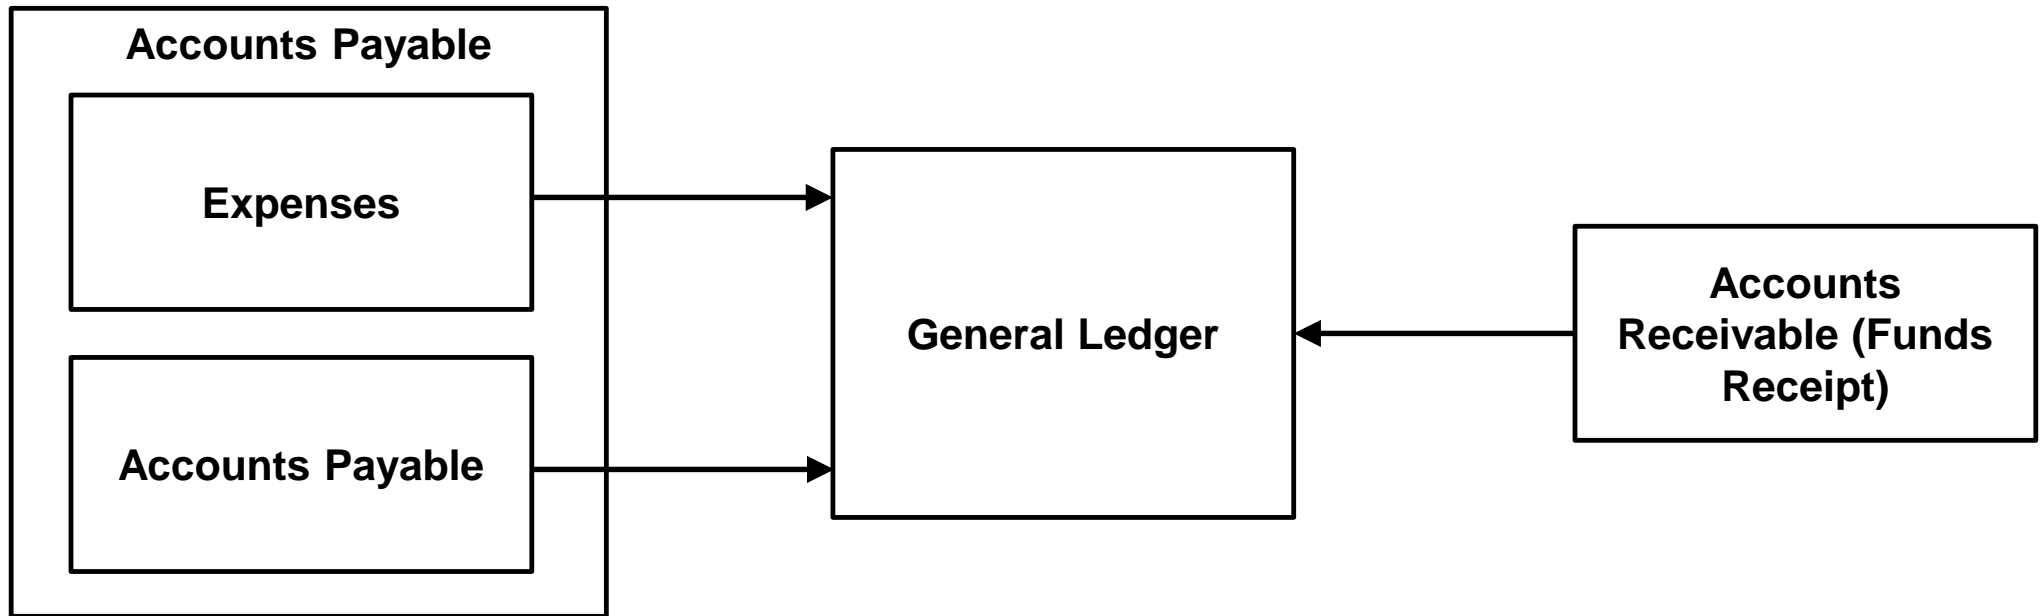 Accounts Payable
Expenses
Accounts Payable
General Ledger
Accounts
Receivable (Funds
Receipt)